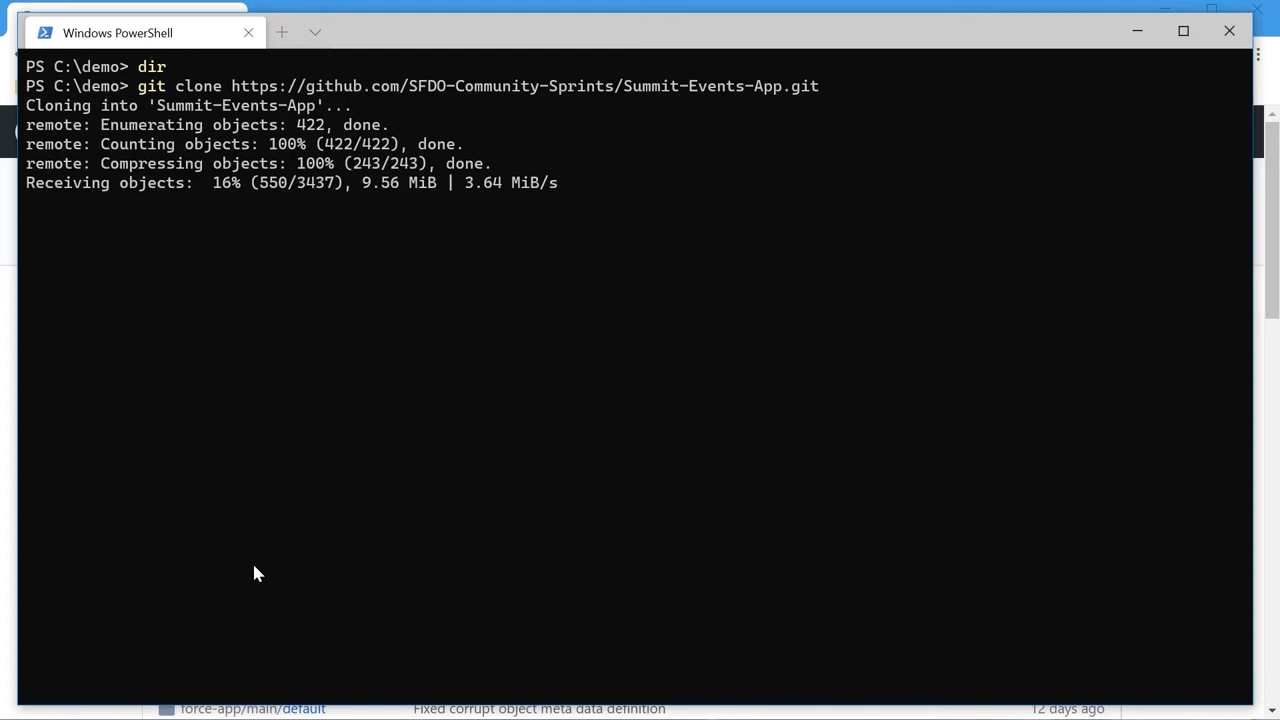 Windows PowerShell
PS C:\demo> dir
PS C:\demo> git clone https://github.com/SFDO-Community-Sprints/Summit-Events-App.git
Cloning into 'Summit-Events-App'...
remote: Enumerating objects: 422, done.
remote: Counting objects: 100% (422/422), done.
remote: Compressing objects: 100% (243/243), done.
Receiving objects:  16% (550/3437), 9.56 MiB | 3.64 MiB/s
force-app/main/default Fixed corrupt object meta data definition 12 days ago